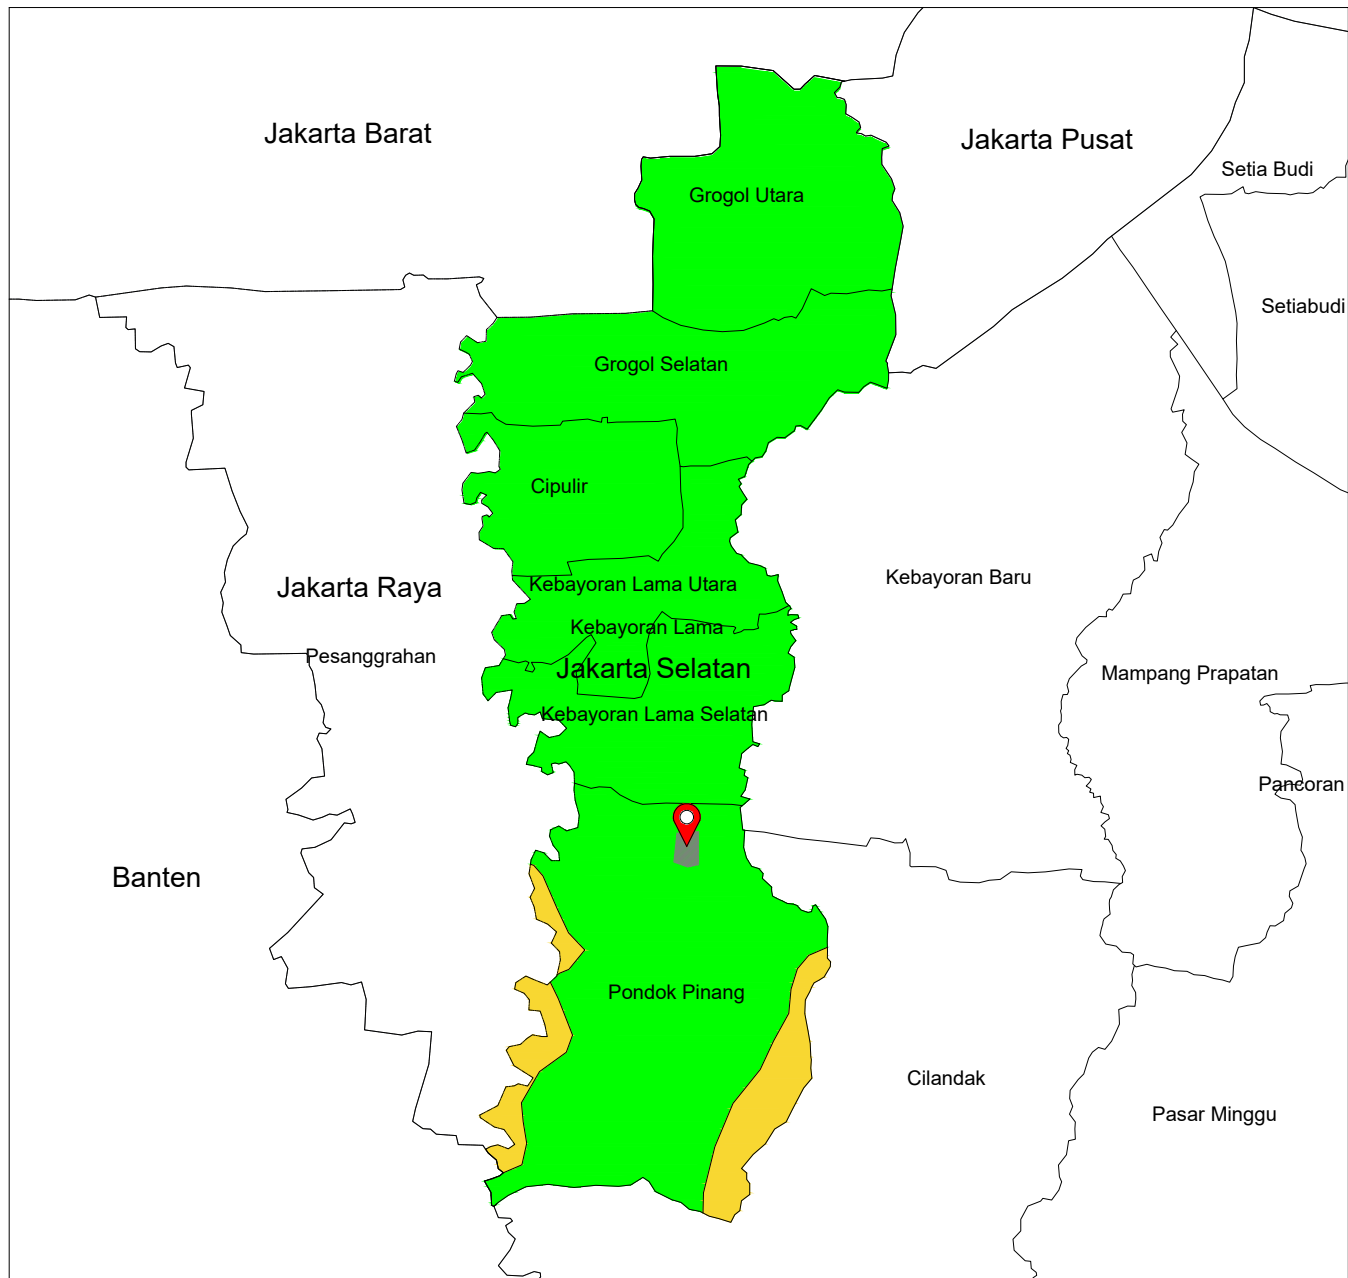 Jakarta Barat
Jakarta Pusat
Setia Budi
Grogol Utara
Setiabudi
Grogol Selatan
Cipulir
Kebayoran Baru
Kebayoran Lama Utara
Jakarta Raya
Kebayoran Lama
Pesanggrahan
Jakarta Selatan
Mampang Prapatan
Kebayoran Lama Selatan
Pancoran
Banten
Pondok Pinang
Cilandak
Pasar Minggu